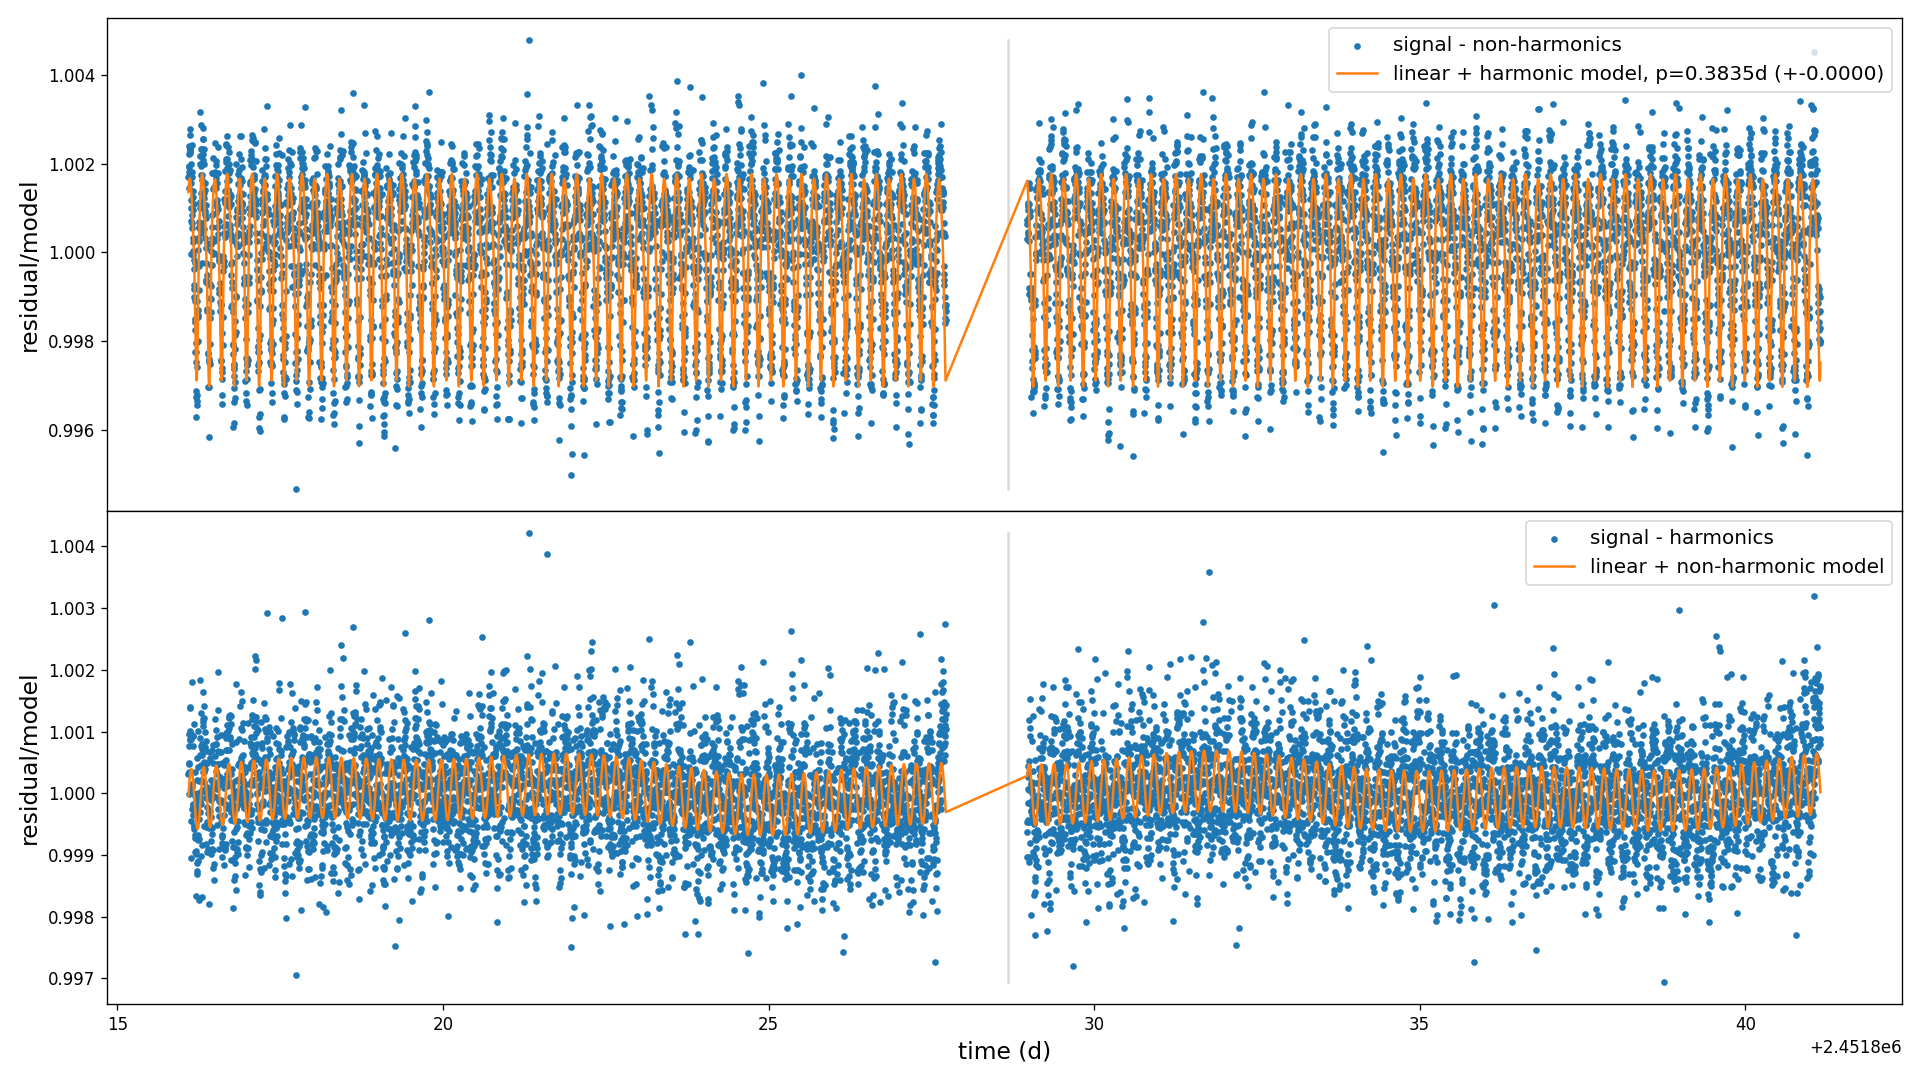 signal - non-harmonics
linear + harmonic model, p=0.3835d (+-0.0000)
1.004
1.002
1.000
0.998
0.996
residual/model
signal - harmonics
linear + non-harmonic model
1.004
1.003
1.002
1.001
1.000
0.999
0.998
0.997
residual/model
15
20
25
30
35
40
time (d)
+2.4518e6